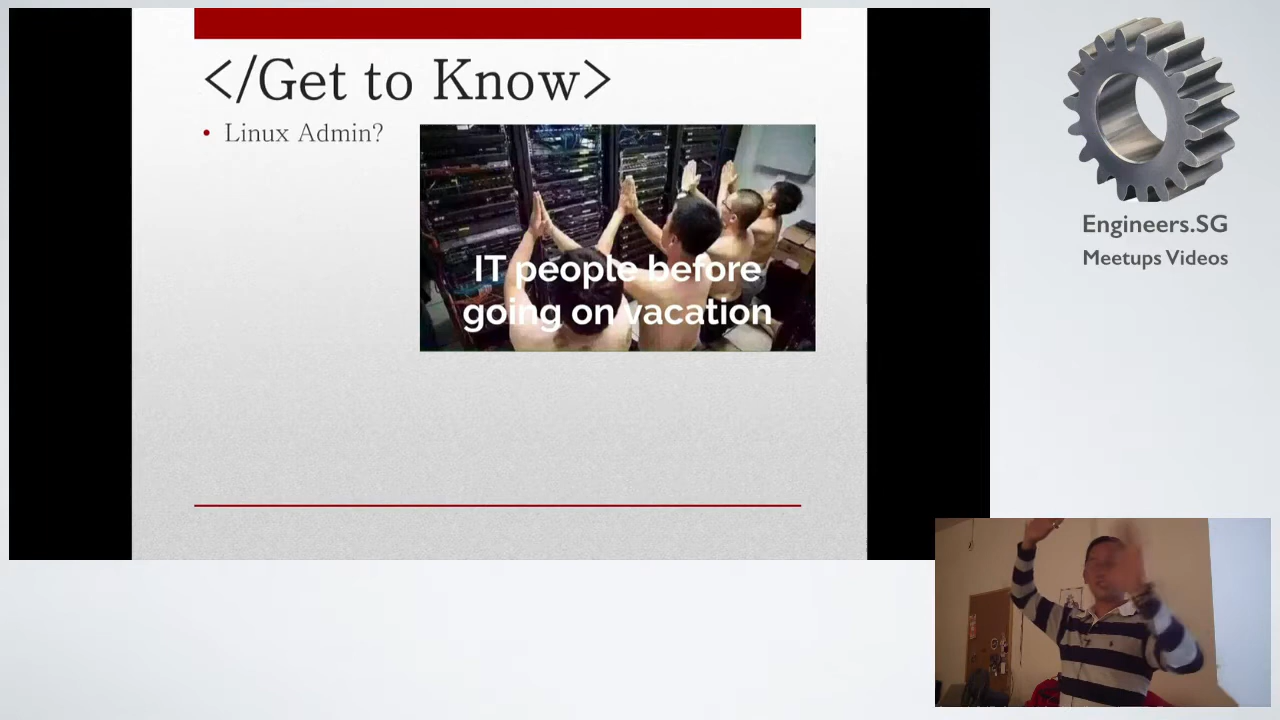 </Get to Know>
• Linux Admin?
IT people before
going on vacation
Engineers.SG
Meetups Videos